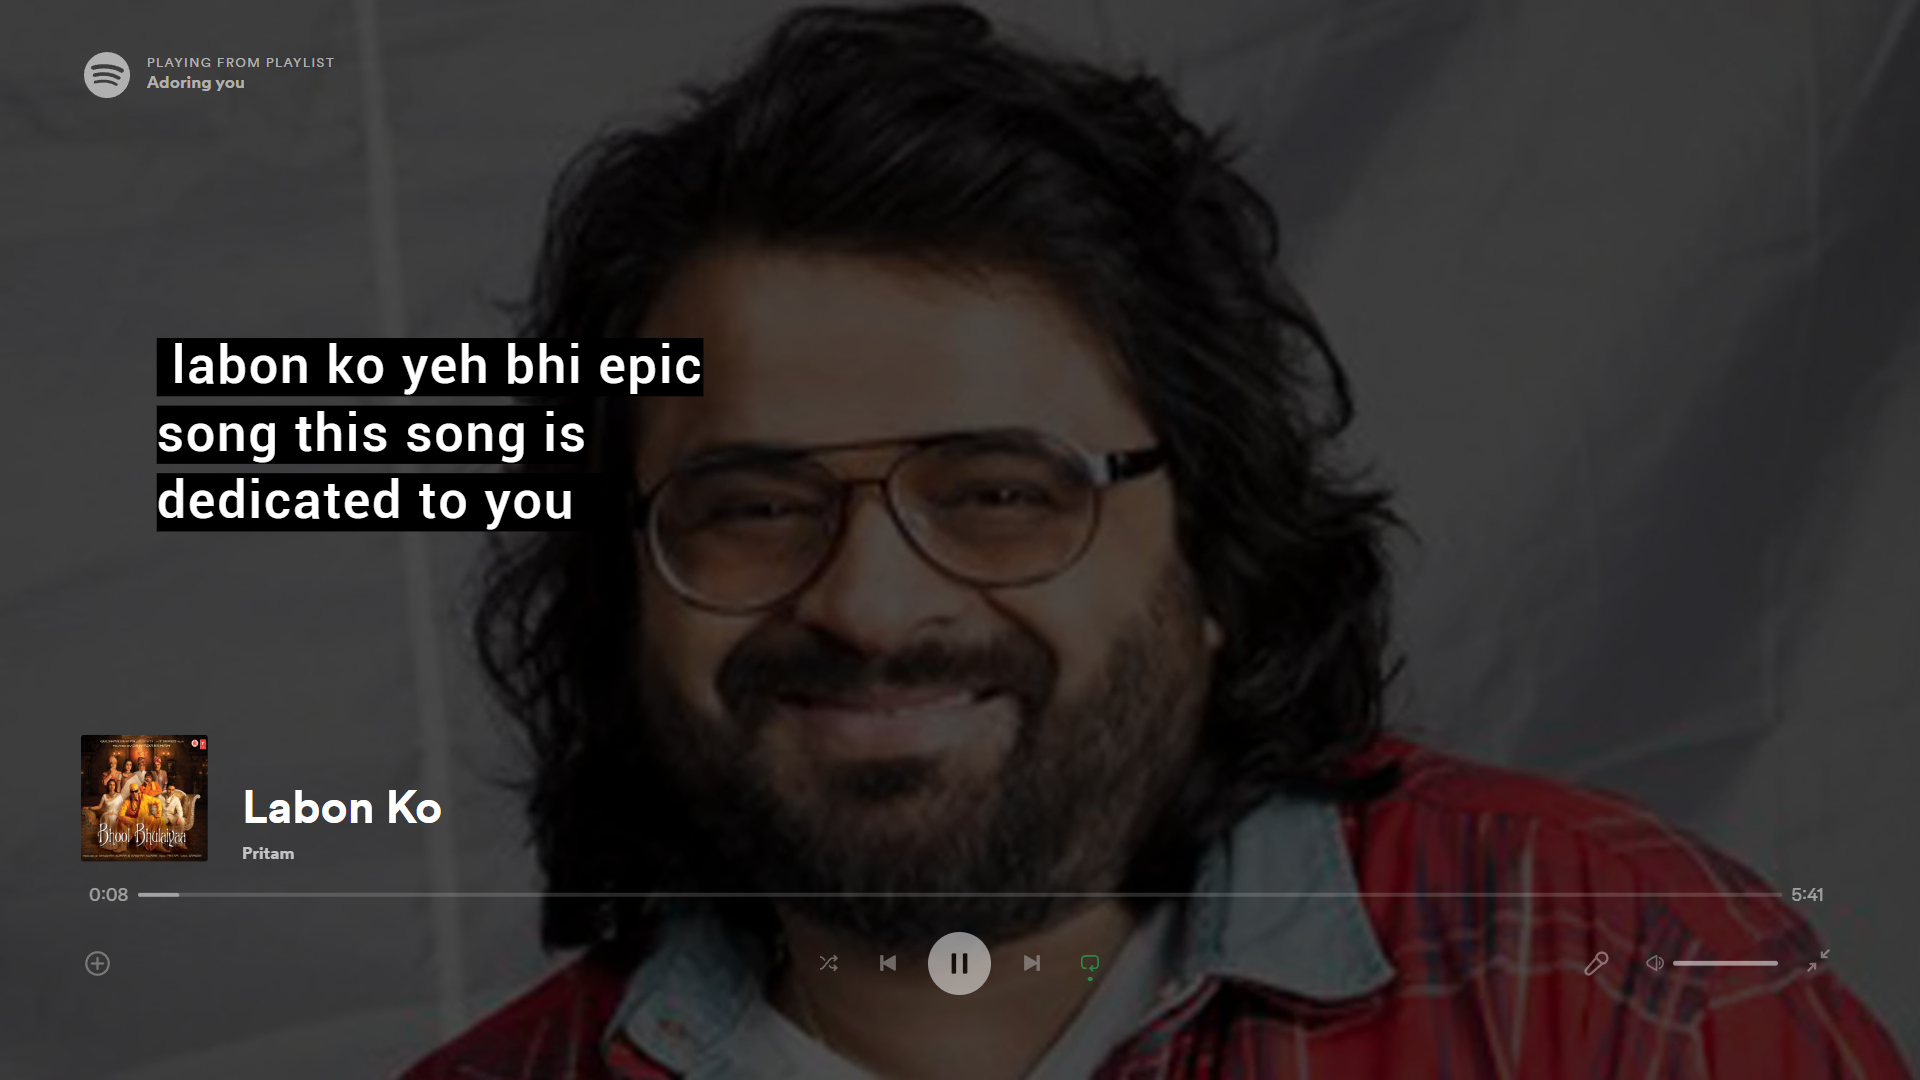 PLAYING FROM PLAYLIST
Adoring you
labon ko yeh bhi epic
song this song is
dedicated to you
Bhool Bhulaiyaa
Labon Ko
Pritam
0:08
5:41